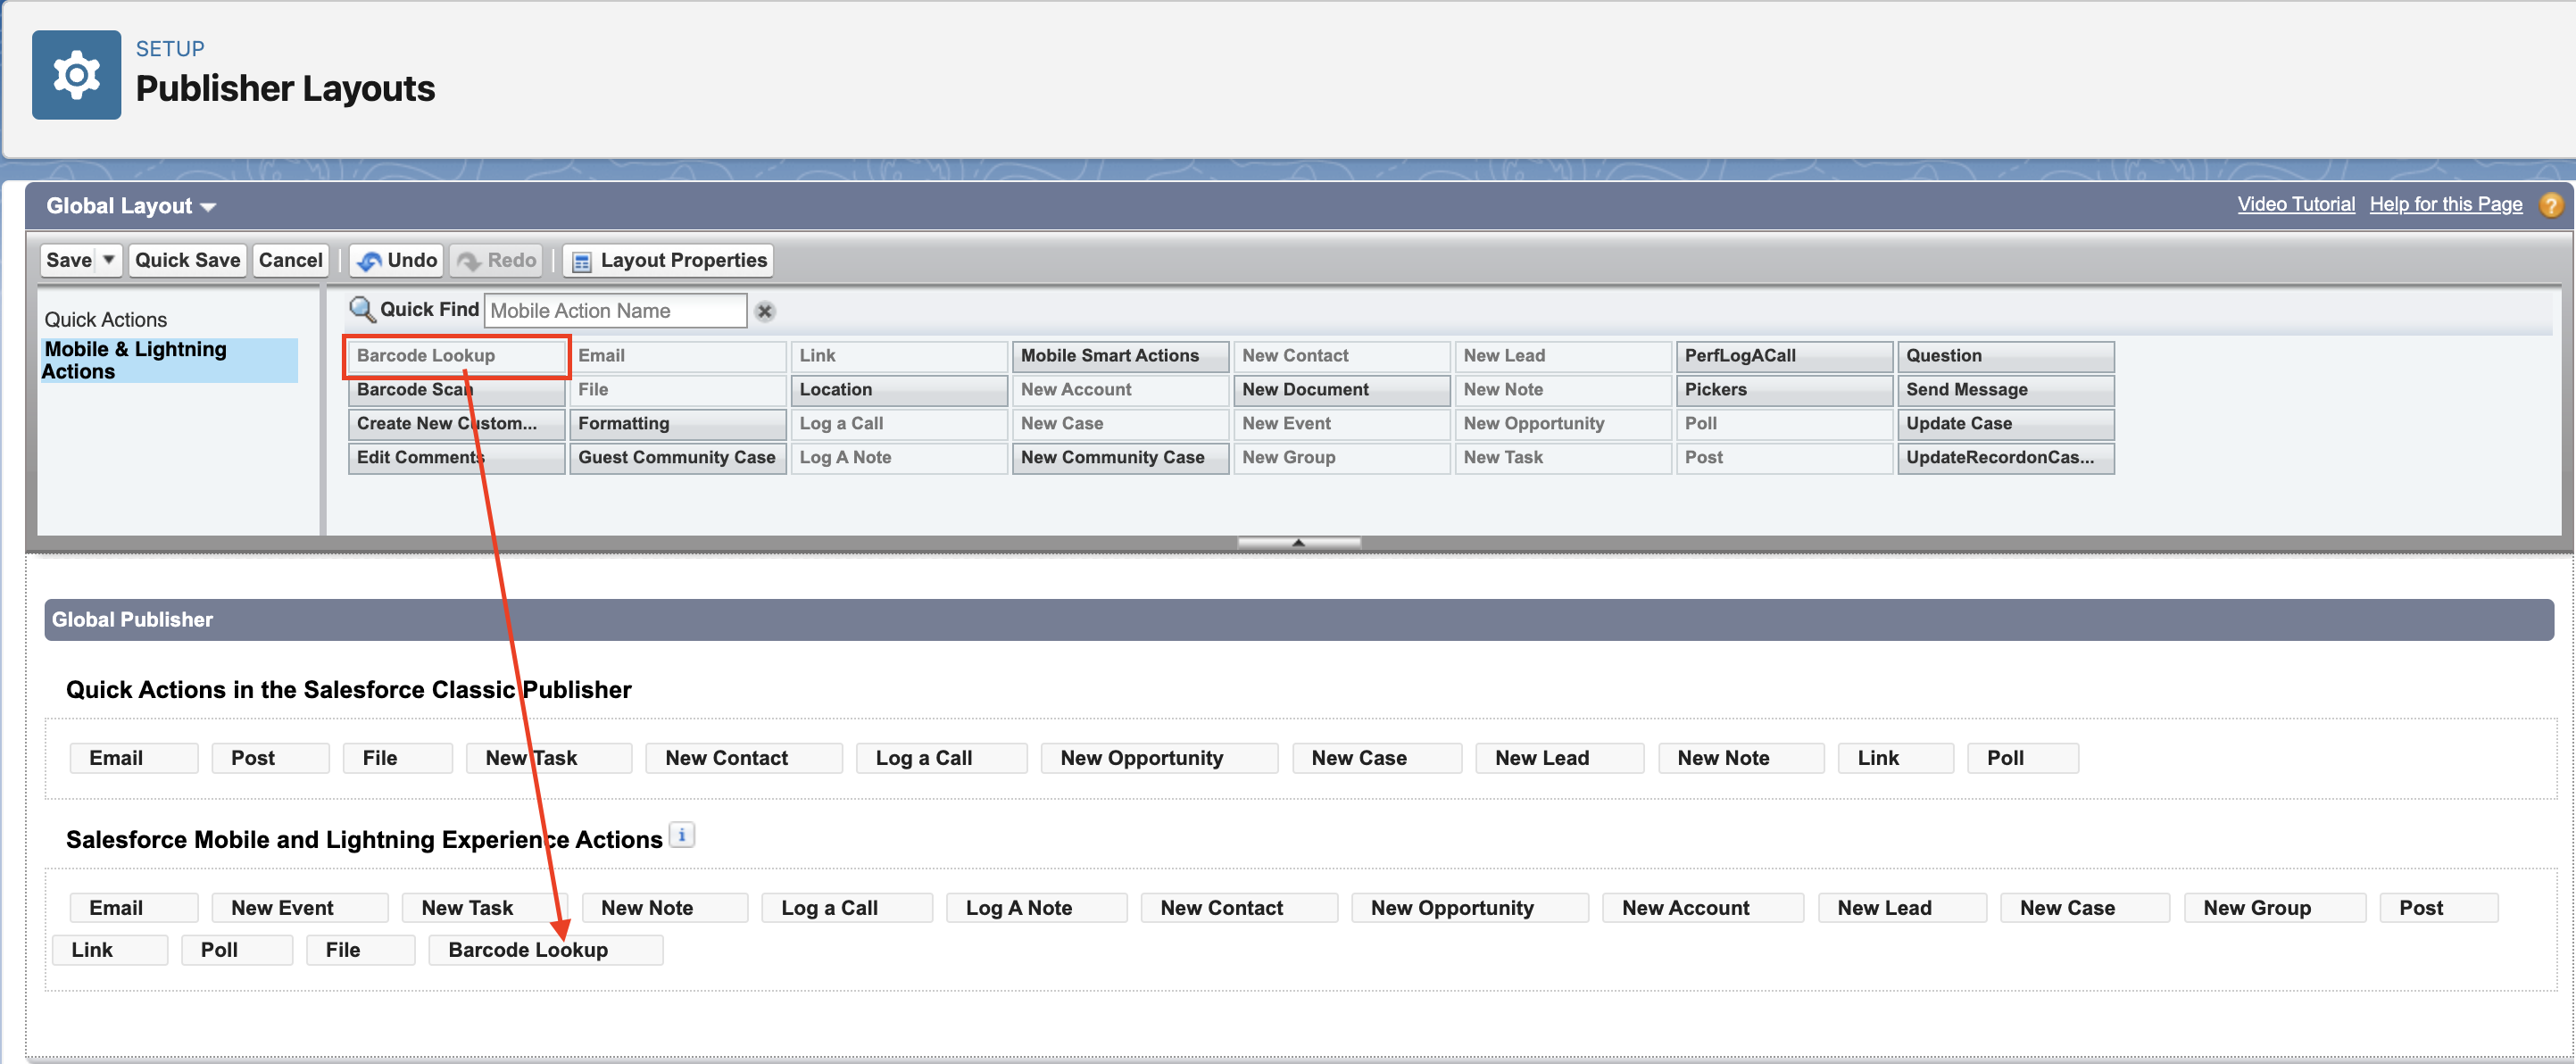 SETUP
Publisher Layouts
Global Layout
Video Tutorial Help for this Page ?
Save Quick Save Cancel Undo Redo Layout Properties
Quick Actions
Mobile & Lightning
Actions
Quick Find Mobile Action Name
Barcode Lookup Email Link Mobile Smart Actions New Contact New Lead PerfLogACall Question
Barcode Scan File Location New Account New Document New Note Pickers Send Message
Create New Custom... Formatting Log a Call New Case New Event New Opportunity Poll Update Case
Edit Comments Guest Community Case Log A Note New Community Case New Group New Task Post UpdateRecordonCas...
Global Publisher
Quick Actions in the Salesforce Classic Publisher
Email Post File New Task New Contact Log a Call New Opportunity New Case New Lead New Note Link Poll
Salesforce Mobile and Lightning Experience Actions i
Email New Event New Task New Note Log a Call Log A Note New Contact New Opportunity New Account New Lead New Case New Group Post
Link Poll File Barcode Lookup